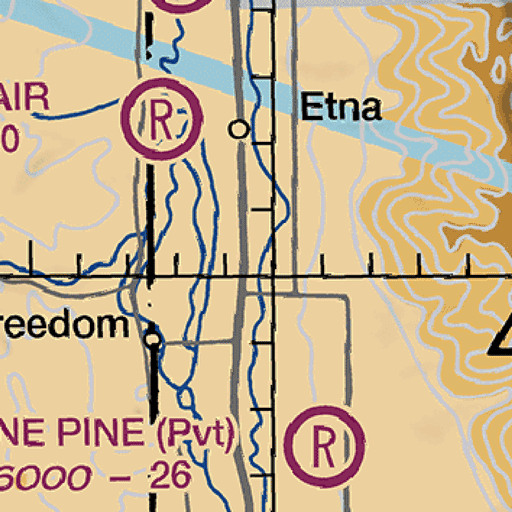 AIR
0
R
Etna
reedom
NE PINE (Pvt)
6000 - 26
R